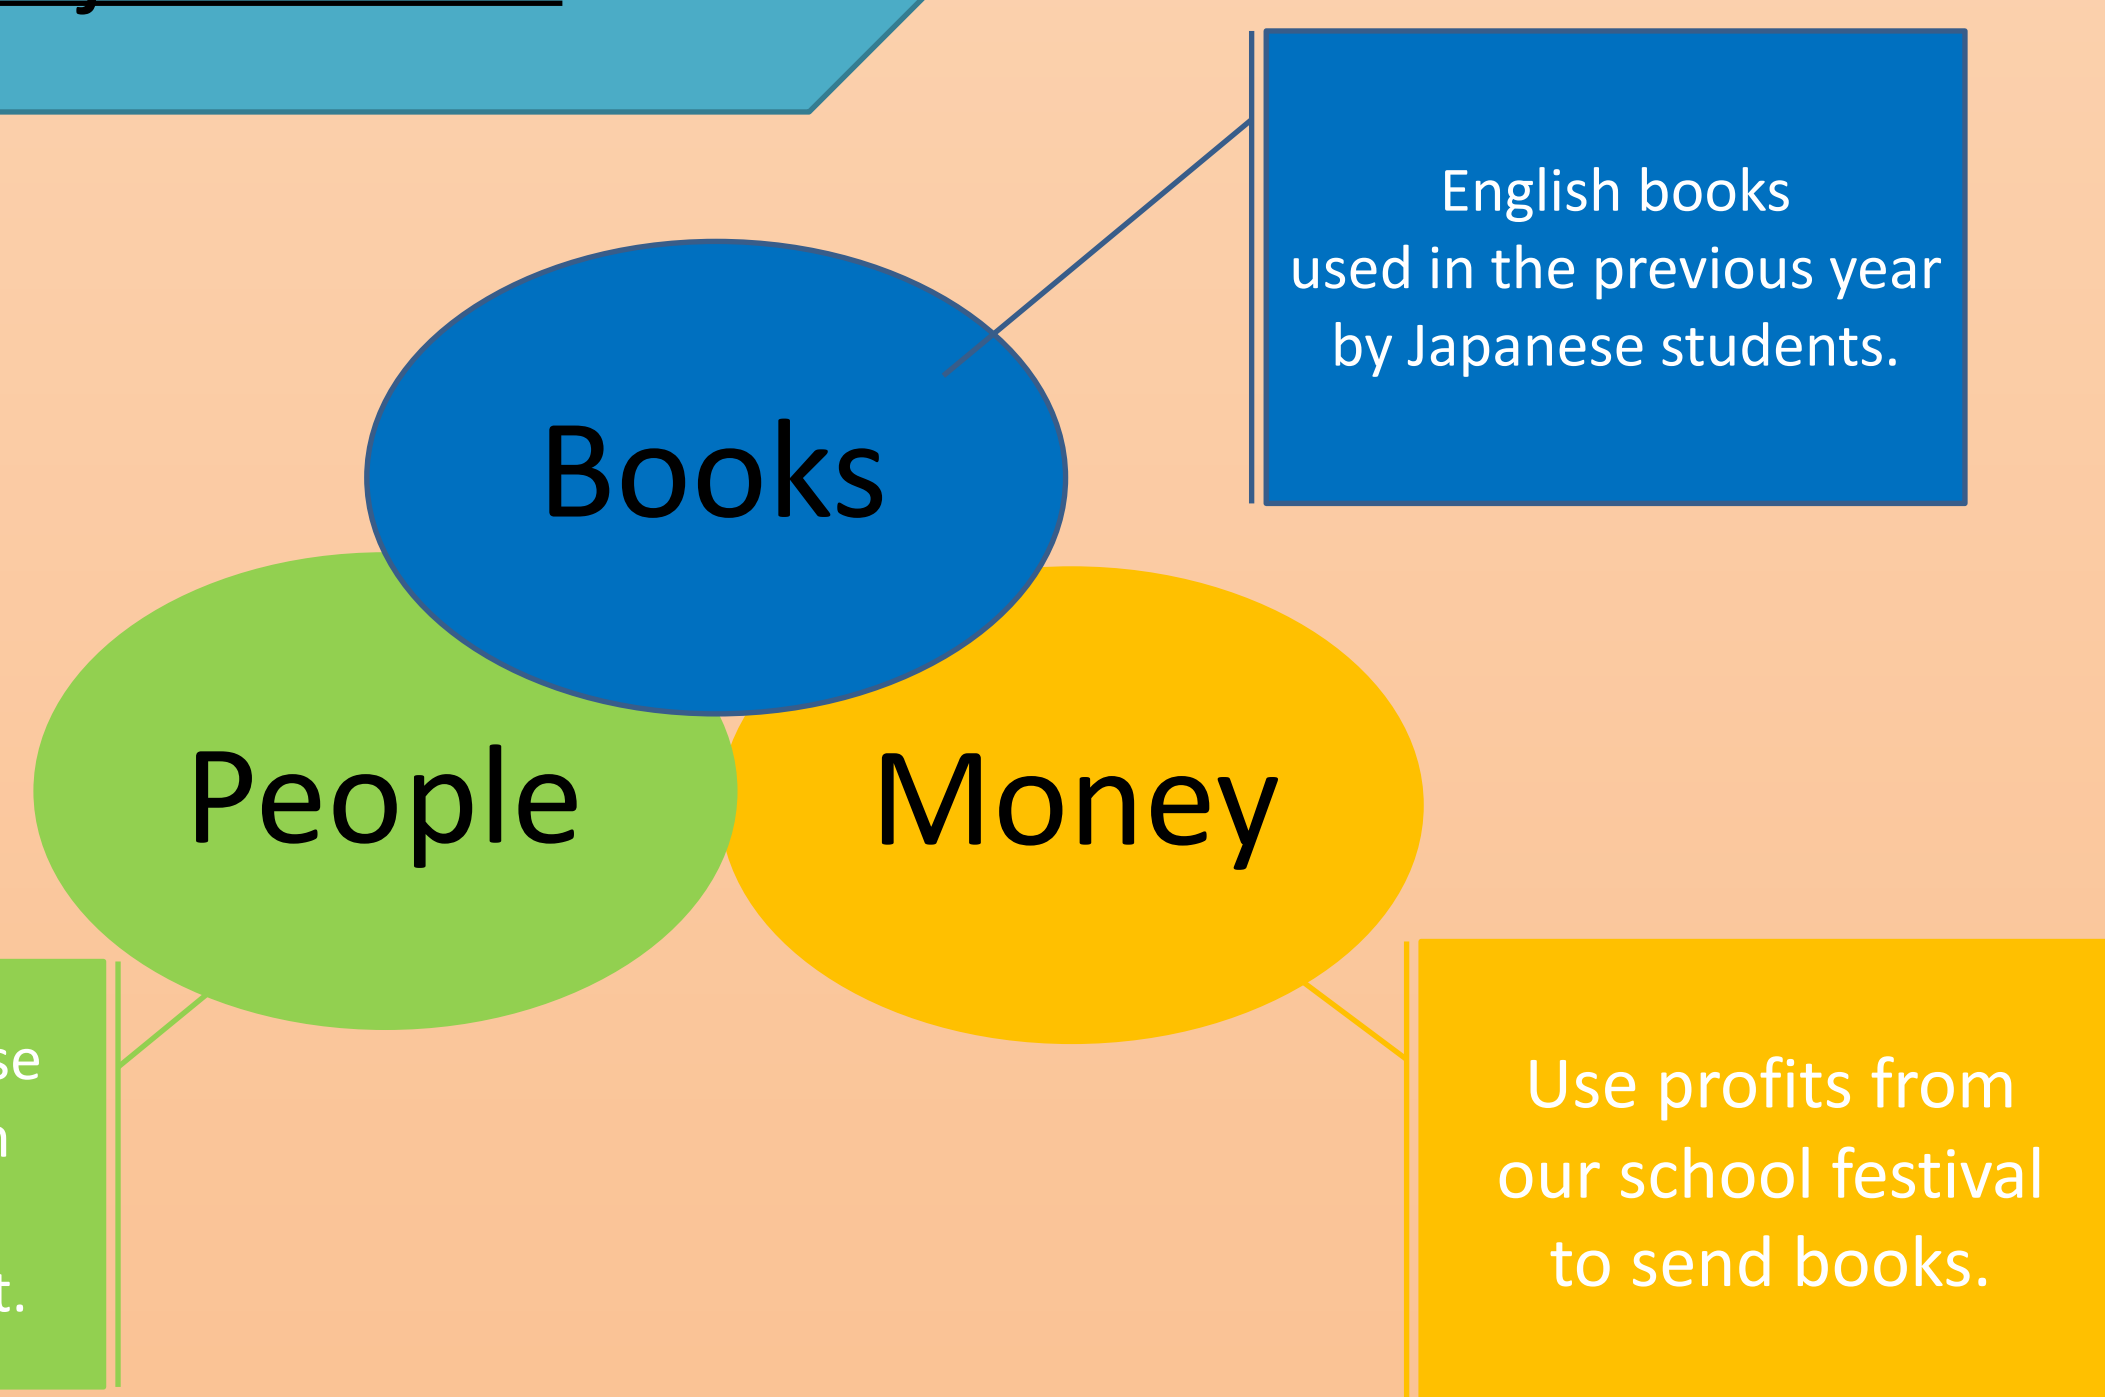 English books
used in the previous year
by Japanese students.
Books
People
Money
Use profits from
our school festival
to send books.